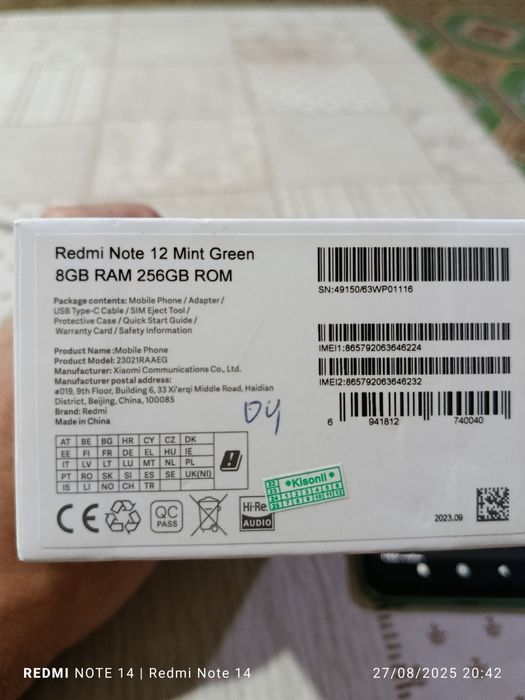 Redmi Note 12 Mint Green
8GB RAM 256GB ROM
Package contents: Mobile Phone / Adapter /
USB Type-C Cable / SIM Eject Tool /
Protective Case / Quick Start Guide /
Warranty Card / Safety Information
Product Name :Mobile Phone
Product Model: 23021RAAEG
Manufacturer: Xiaomi Communications Co., Ltd.
Manufacturer postal address:
#019, 9th Floor, Building 6, 33 Xi'erqi Middle Road, Haidian
District, Beijing, China, 100085
Brand: Redmi
Made in China
AT BE BG HR CY CZ DK
EE FI FR DE EL HU IE
IT LV LT LU MT NL PL
PT RO SK SI ES SE UK(NI)
IS LI NO CH TR
CE
QC
PASS
Hi-Re
AUDIO
*Kisonli*
SN:49150/63WP01116
IMEI1:865792063646224
IMEI2:865792063646232
6 941812 740040
2023.09
REDMI NOTE 14 | Redmi Note 14
27/08/2025 20:42